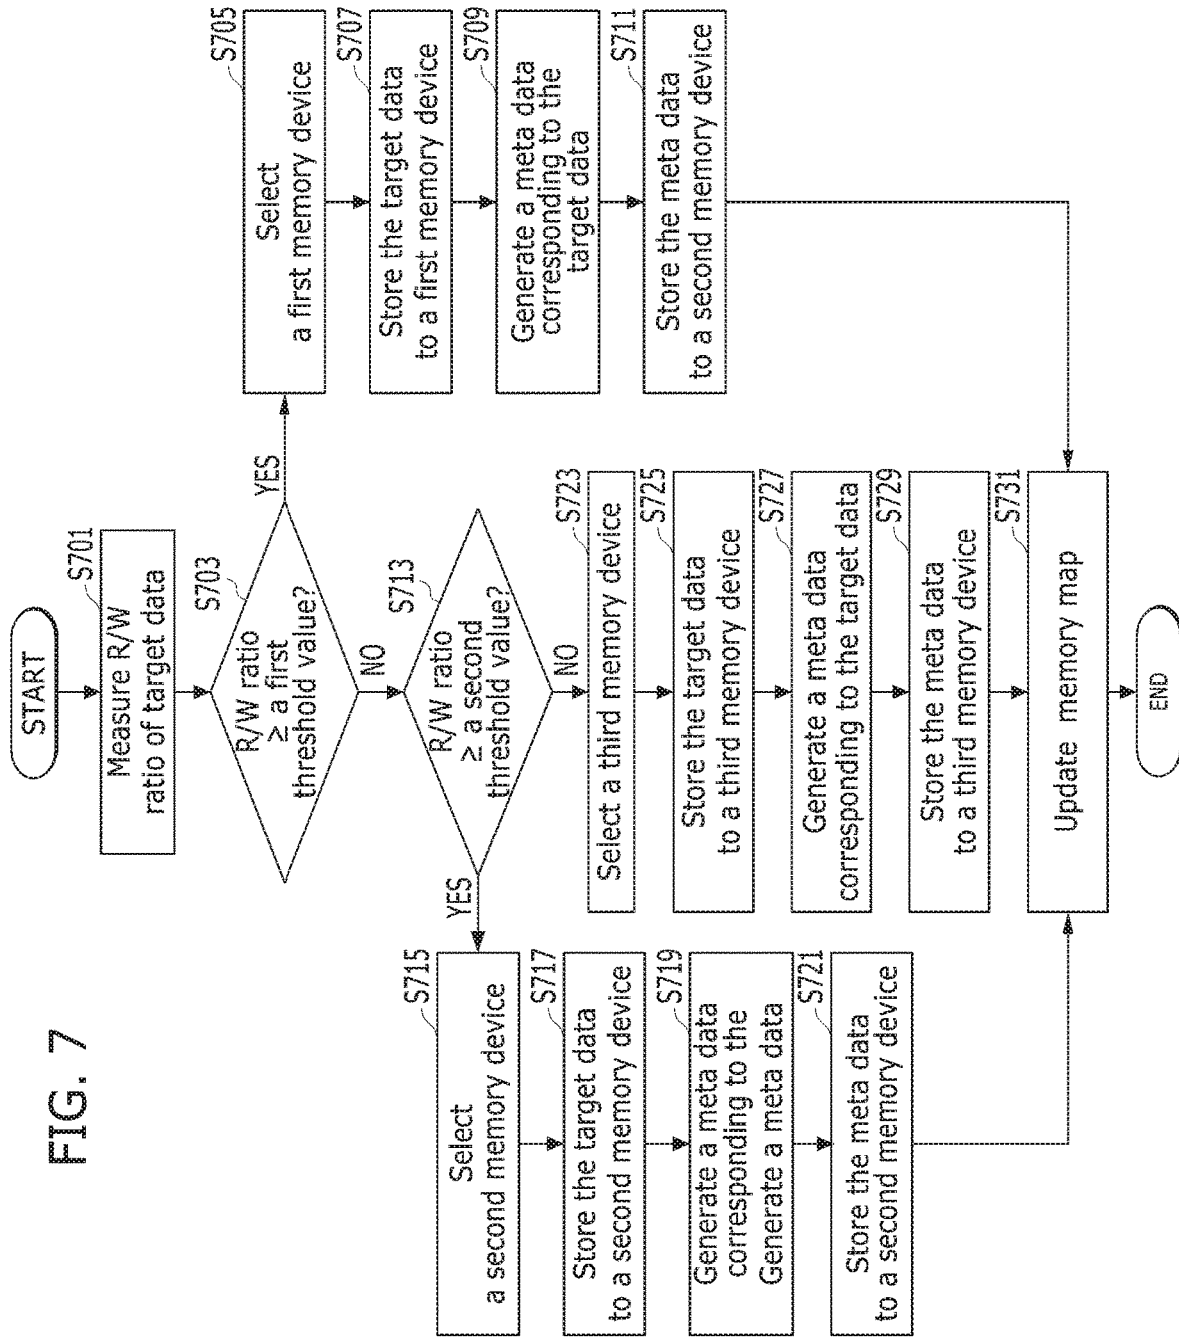 FIG. 7
START
S701
Measure R/W
ratio of target data
S703
R/W ratio
≥ a first
threshold value?
YES
NO
S705
Select
a first memory device
S707
Store the target data
to a first memory device
S709
Generate a meta data
corresponding to the
target data
S711
Store the meta data
to a second memory device
S713
R/W ratio
≥ a second
threshold value?
YES
NO
S715
Select
a second memory device
S717
Store the target data
to a second memory device
S719
Generate a meta data
corresponding to the
Generate a meta data
S721
Store the meta data
to a second memory device
S723
Select a third memory device
S725
Store the target data
to a third memory device
S727
Generate a meta data
corresponding to the target data
S729
Store the meta data
to a third memory device
S731
Update memory map
END